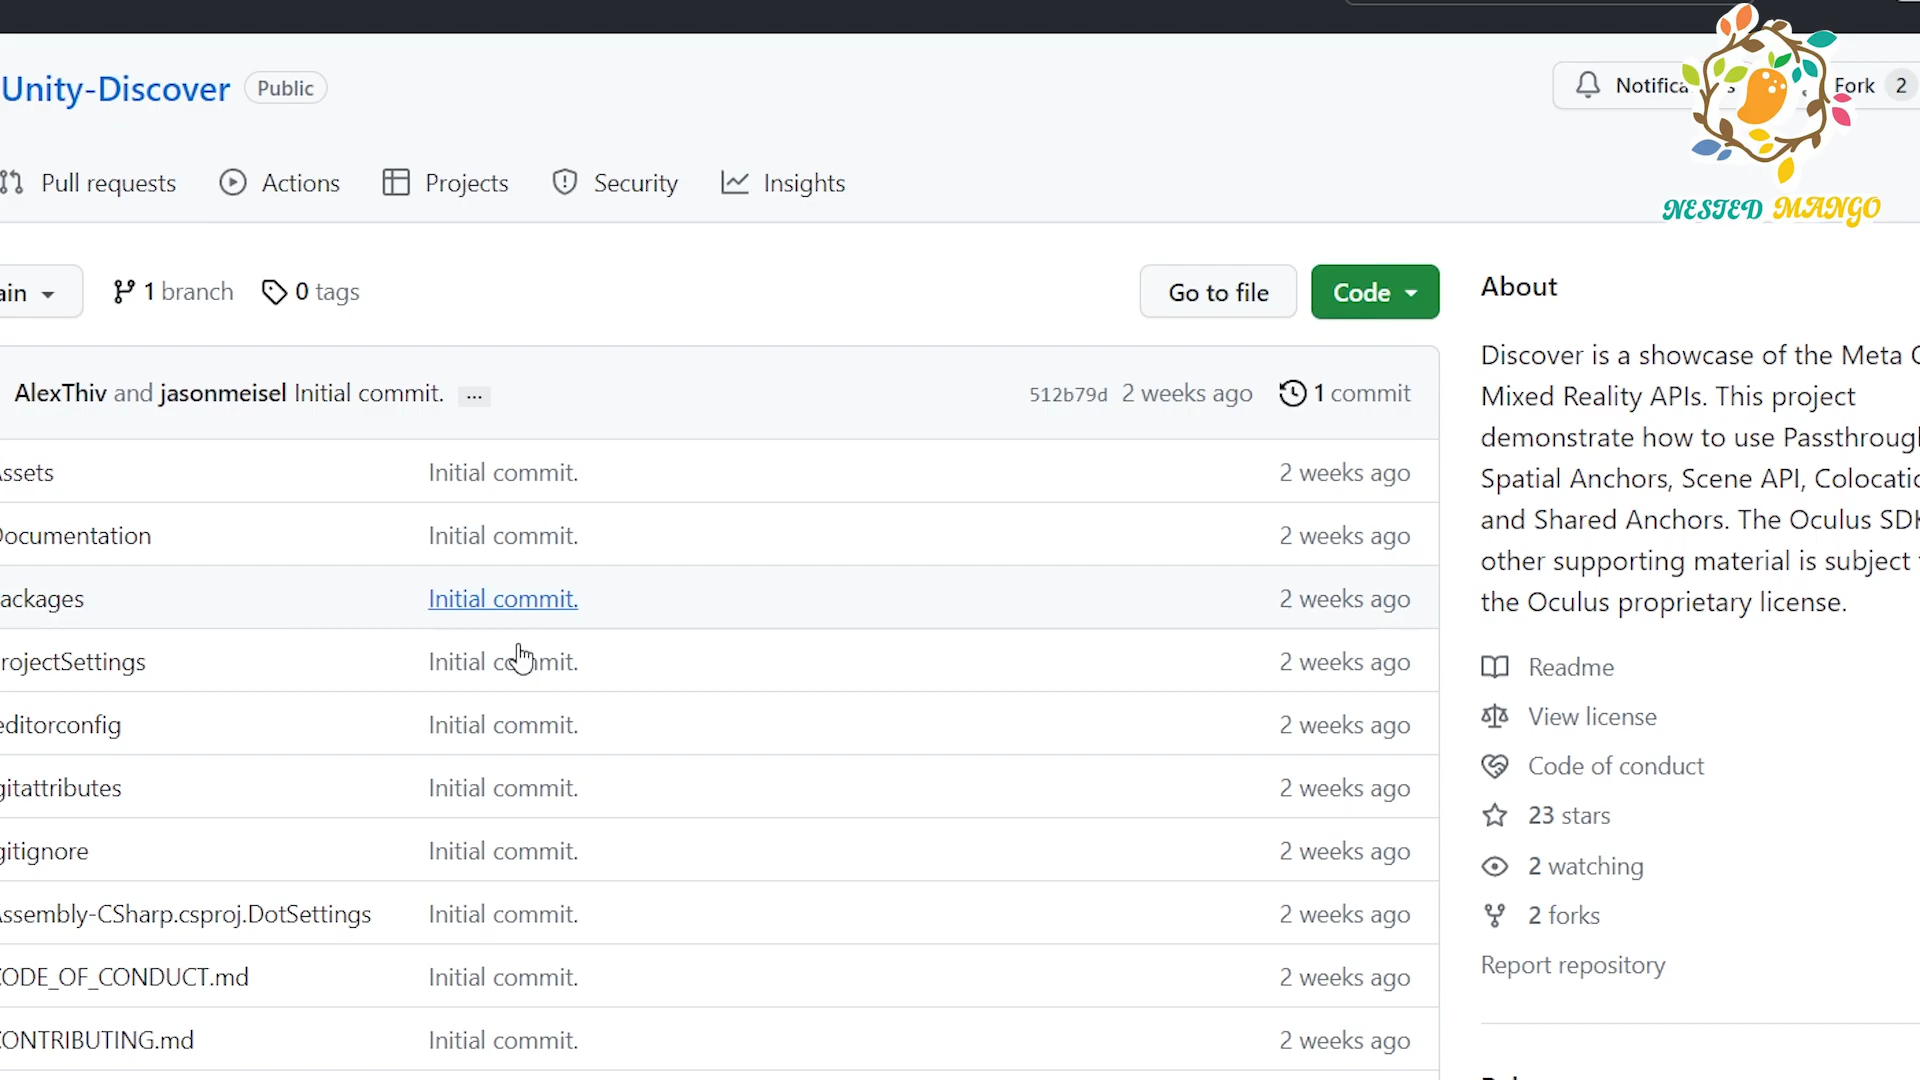 Unity-Discover Public
Fork 2
Pull requests Actions Projects Security Insights
NESTED MANGO
1 branch 0 tags
Go to file Code
AlexThiv and jasonmeisel Initial commit. ...
512b79d 2 weeks ago 1 commit
ssets Initial commit. 2 weeks ago
ocumentation Initial commit. 2 weeks ago
ackages Initial commit. 2 weeks ago
rojectSettings Initial commit. 2 weeks ago
editorconfig Initial commit. 2 weeks ago
gitattributes Initial commit. 2 weeks ago
gitignore Initial commit. 2 weeks ago
ssembly-CSharp.csproj.DotSettings Initial commit. 2 weeks ago
ODE_OF_CONDUCT.md Initial commit. 2 weeks ago
ONTRIBUTING.md Initial commit. 2 weeks ago
About
Discover is a showcase of the Meta
Mixed Reality APIs. This project
demonstrate how to use Passthrough
Spatial Anchors, Scene API, Colocatio
and Shared Anchors. The Oculus SDK
other supporting material is subject
the Oculus proprietary license.
Readme
View license
Code of conduct
23 stars
2 watching
2 forks
Report repository